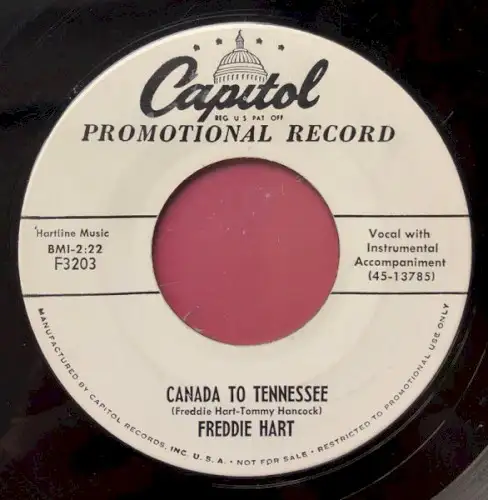 Capitol
REG U S PAT OFF
PROMOTIONAL RECORD
Hartline Music
BMI-2:22
F3203
Vocal with
Instrumental
Accompaniment
(45-13785)
CANADA TO TENNESSEE
(Freddie Hart-Tommy Hancock)
FREDDIE HART
MANUFACTURED BY CAPITOL RECORDS, INC. U. S. A. • NOT FOR SALE • RESTRICTED TO PROMOTIONAL USE ONLY